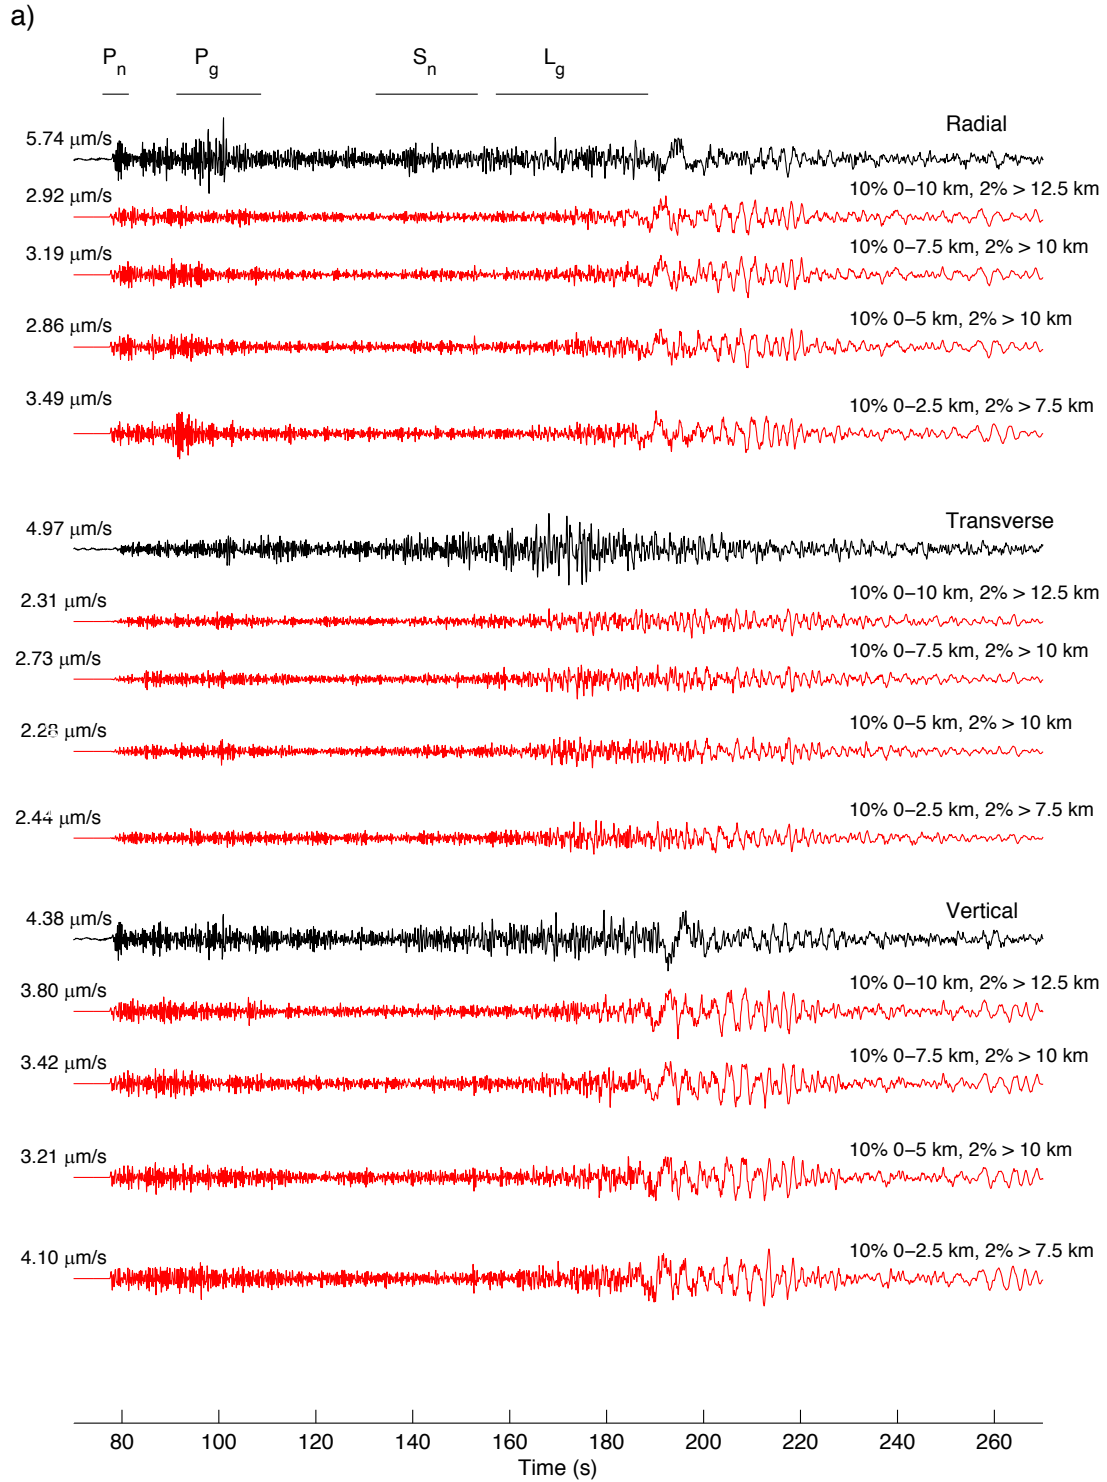 a)
Pn Pg Sn Lg
Radial
5.74 μm/s
10% 0–10 km, 2% > 12.5 km
2.92 μm/s
10% 0–7.5 km, 2% > 10 km
3.19 μm/s
10% 0–5 km, 2% > 10 km
2.86 μm/s
10% 0–2.5 km, 2% > 7.5 km
3.49 μm/s
Transverse
4.97 μm/s
10% 0–10 km, 2% > 12.5 km
2.31 μm/s
10% 0–7.5 km, 2% > 10 km
2.73 μm/s
10% 0–5 km, 2% > 10 km
μm/s
10% 0–2.5 km, 2% > 7.5 km
2.44 μm/s
Vertical
4.38 μm/s
10% 0–10 km, 2% > 12.5 km
3.80 μm/s
10% 0–7.5 km, 2% > 10 km
3.42 μm/s
10% 0–5 km, 2% > 10 km
3.21 μm/s
10% 0–2.5 km, 2% > 7.5 km
4.10 μm/s
80 100 120 140 160 180 200 220 240 260
Time (s)